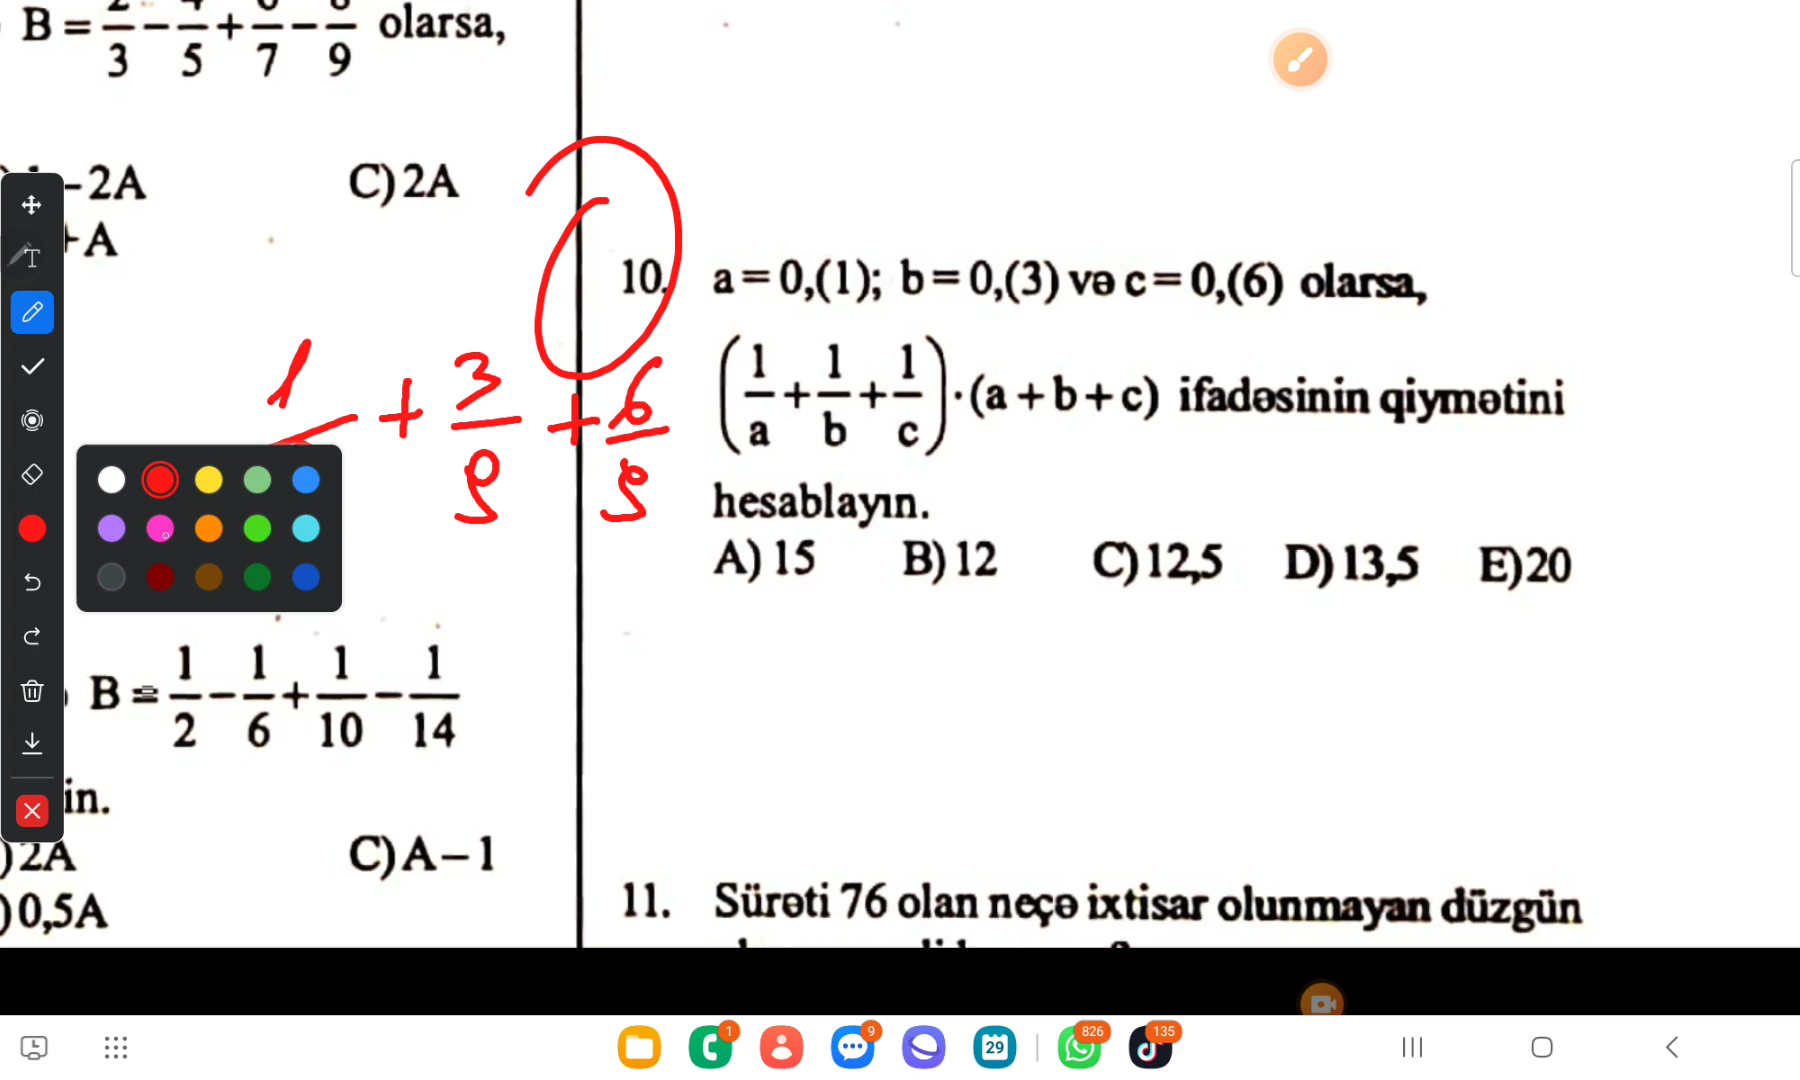 B = 2/3 − 4/5 + 6/7 − 8/9 olarsa,
−2A C) 2A
+A
1 + 3/9 + 6/9
B = 1/2 − 1/6 + 1/10 − 1/14
in.
)2A C) A − 1
)0,5A
10. a = 0,(1); b = 0,(3) və c = 0,(6) olarsa,
(1/a + 1/b + 1/c) · (a + b + c) ifadəsinin qiymətini
hesablayın.
A) 15 B) 12 C) 12,5 D) 13,5 E) 20
11. Sürəti 76 olan neçə ixtisar olunmayan düzgün
T
1
9
29
826
135